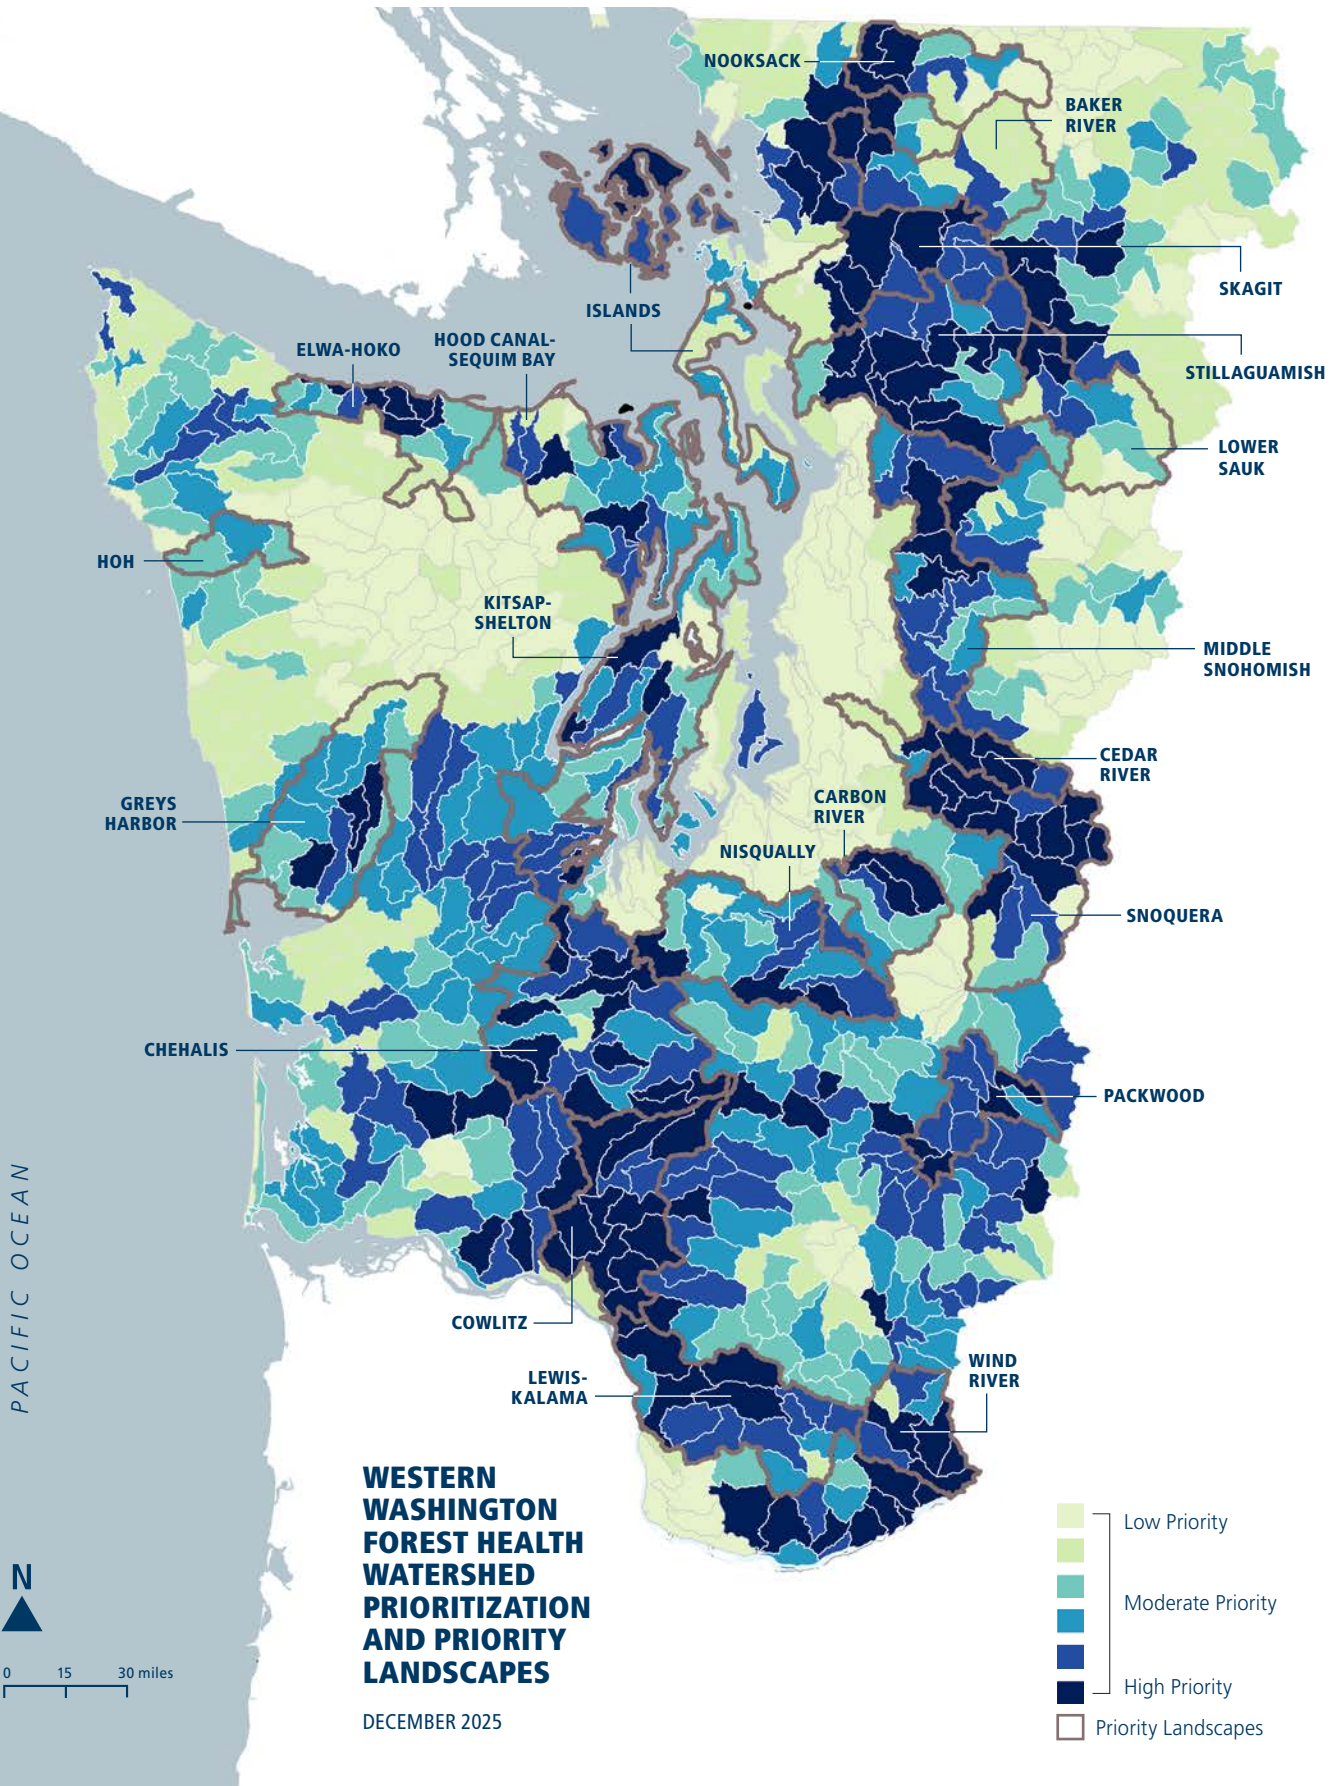 NOOKSACK
BAKER
RIVER
SKAGIT
ISLANDS
HOOD CANAL-
SEQUIM BAY
ELWA-HOKO
STILLAGUAMISH
LOWER
SAUK
HOH
KITSAP-
SHELTON
MIDDLE
SNOHOMISH
CEDAR
RIVER
GREYS
HARBOR
CARBON
RIVER
NISQUALLY
SNOQUERA
CHEHALIS
PACKWOOD
PACIFIC OCEAN
COWLITZ
LEWIS-
KALAMA
WIND
RIVER
WESTERN
WASHINGTON
FOREST HEALTH
WATERSHED
PRIORITIZATION
AND PRIORITY
LANDSCAPES
DECEMBER 2025
N
0 15 30 miles
Low Priority
Moderate Priority
High Priority
Priority Landscapes